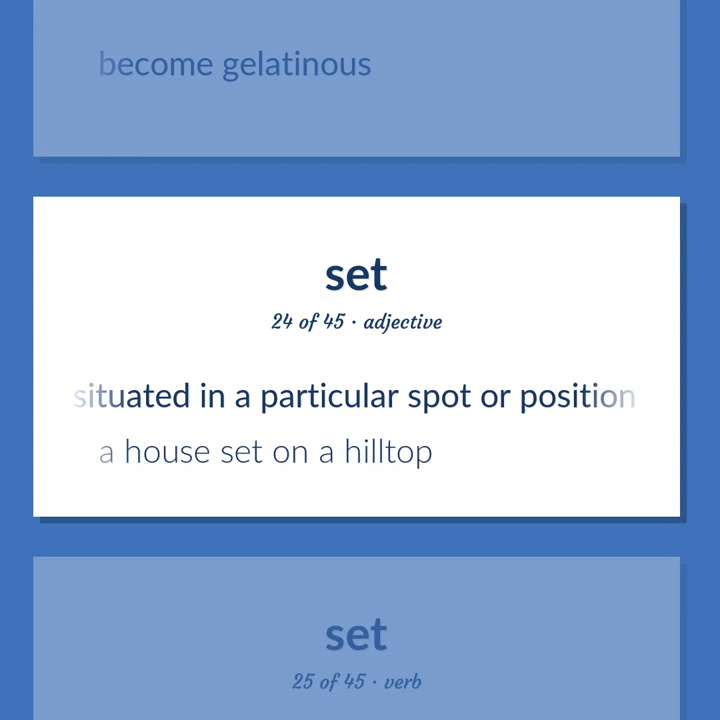 become gelatinous
set
24 of 45 · adjective
situated in a particular spot or position
a house set on a hilltop
set
25 of 45 · verb